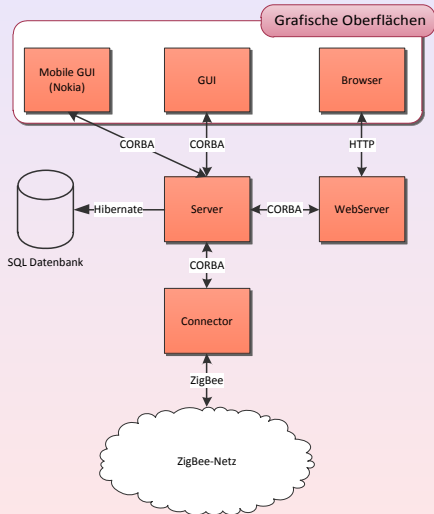 Grafische Oberflächen
Mobile GUI
(Nokia)
GUI
Browser
CORBA
CORBA
HTTP
Hibernate
Server
CORBA
WebServer
SQL Datenbank
CORBA
Connector
ZigBee
ZigBee-Netz